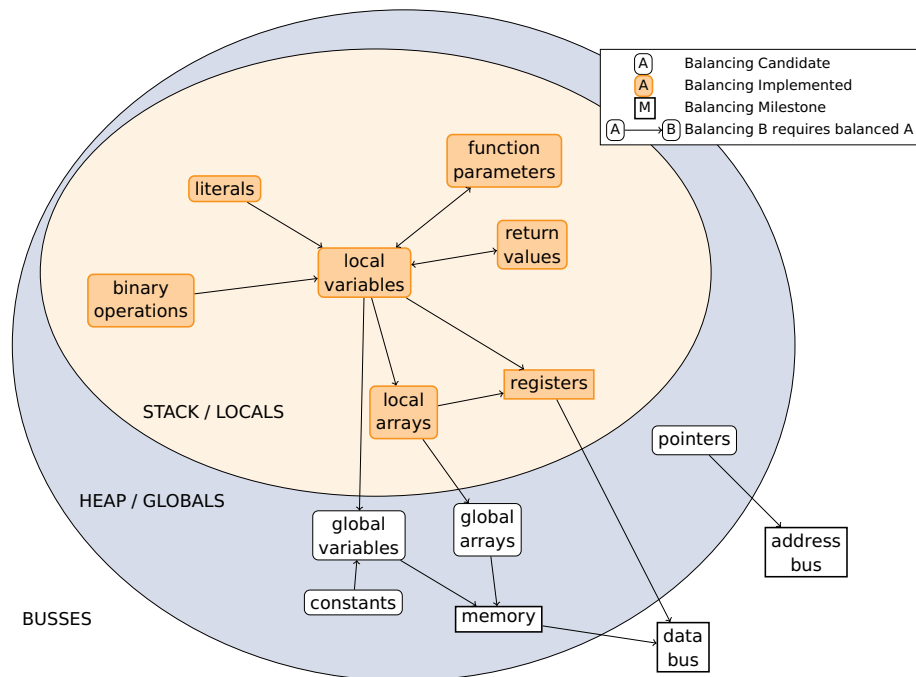 A Balancing Candidate
A Balancing Implemented
M Balancing Milestone
A B Balancing B requires balanced A
function
parameters
literals
return
values
local
variables
binary
operations
registers
local
arrays
STACK / LOCALS
pointers
HEAP / GLOBALS
global
variables
global
arrays
address
bus
constants
memory
BUSSES
data
bus